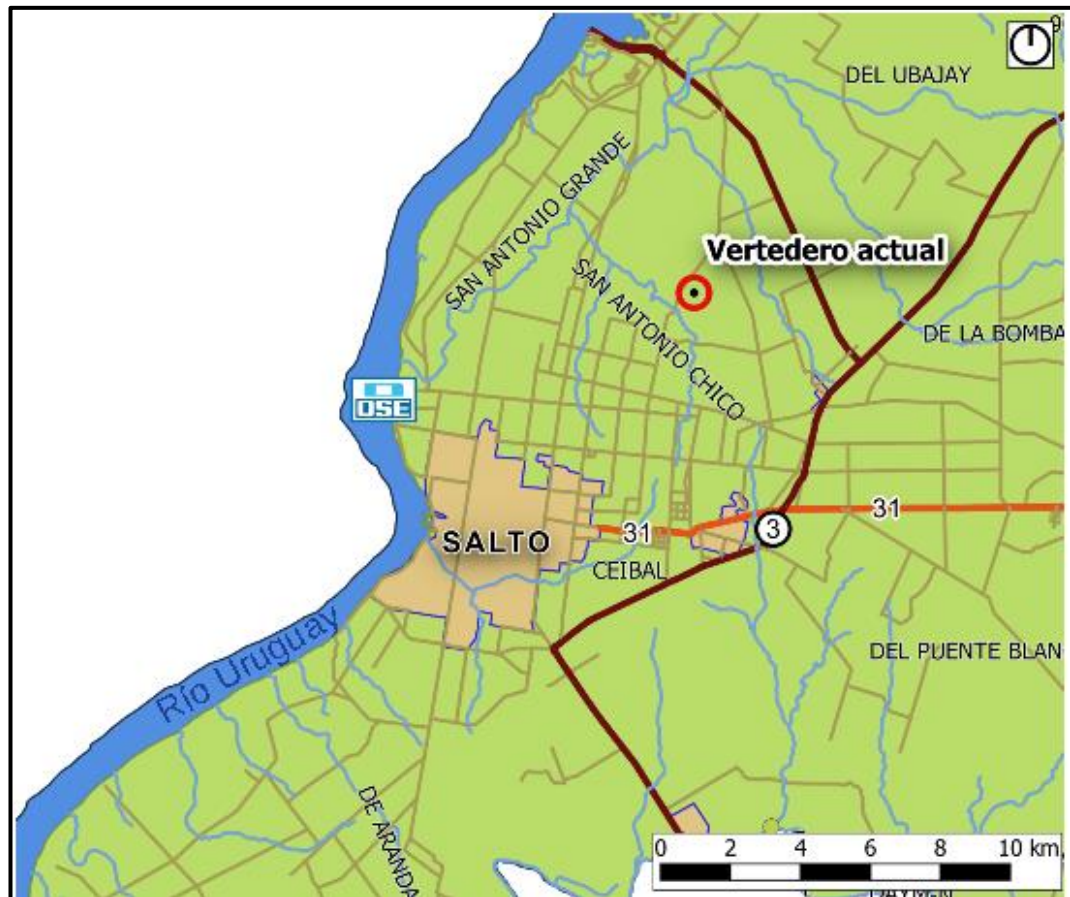 DEL UBAJAY
SAN ANTONIO GRANDE
Vertedero actual
SAN ANTONIO CHICO
DE LA BOMBA
OSE
31
31
SALTO
3
CEIBAL
Río Uruguay
DEL PUENTE BLAN
DE ARANDA
0 2 4 6 8 10 km